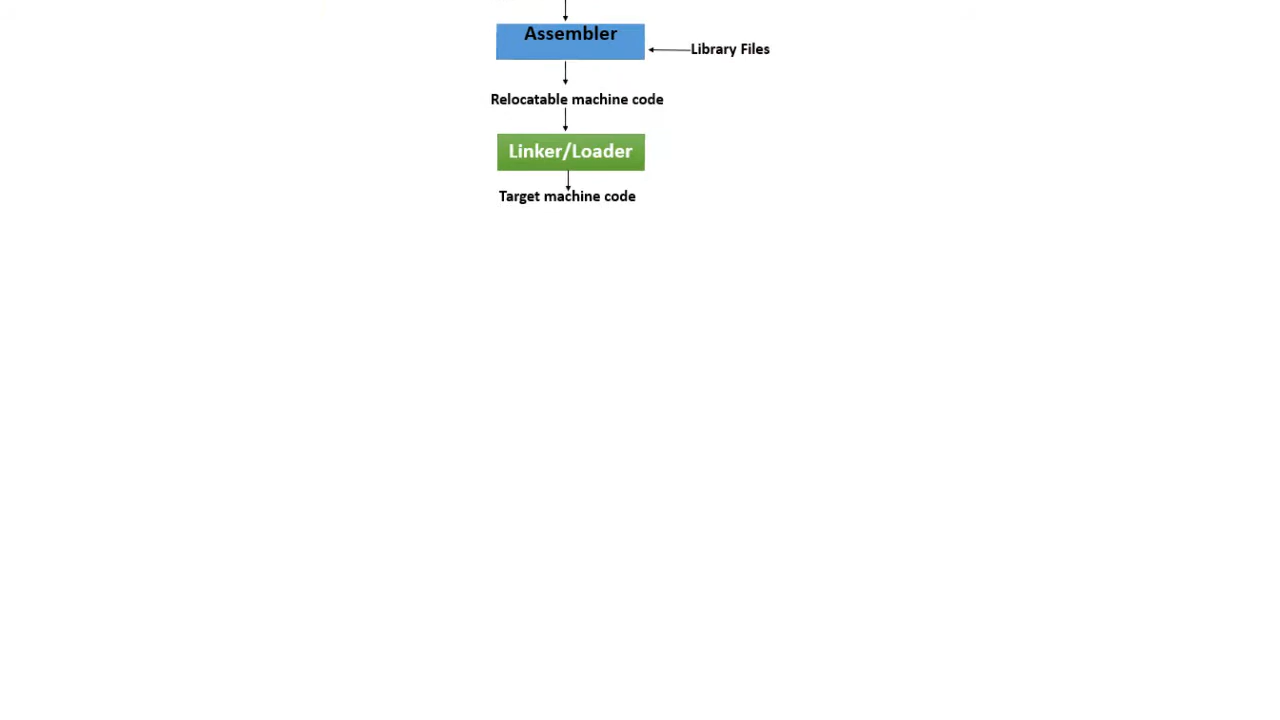 Assembler
Library Files
Relocatable machine code
Linker/Loader
Target machine code